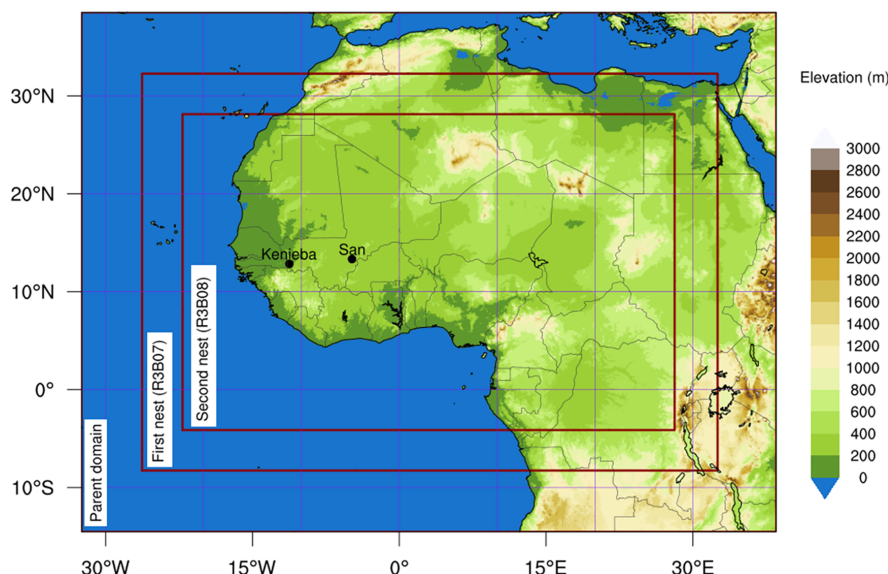 Elevation (m)
30°N
20°N
10°N
0°
10°S
Kenieba
San
Second nest (R3B08)
First nest (R3B07)
Parent domain
3000
2800
2600
2400
2200
2000
1800
1600
1400
1200
1000
800
600
400
200
0
30°W
15°W
0°
15°E
30°E